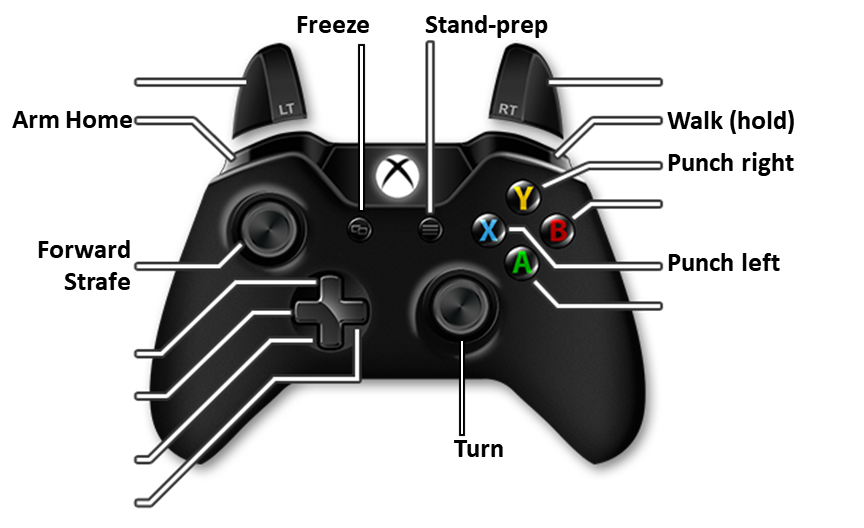 Freeze
Stand-prep
LT
RT
Arm Home
Walk (hold)
Punch right
Y
X
B
A
Forward
Strafe
Punch left
Turn